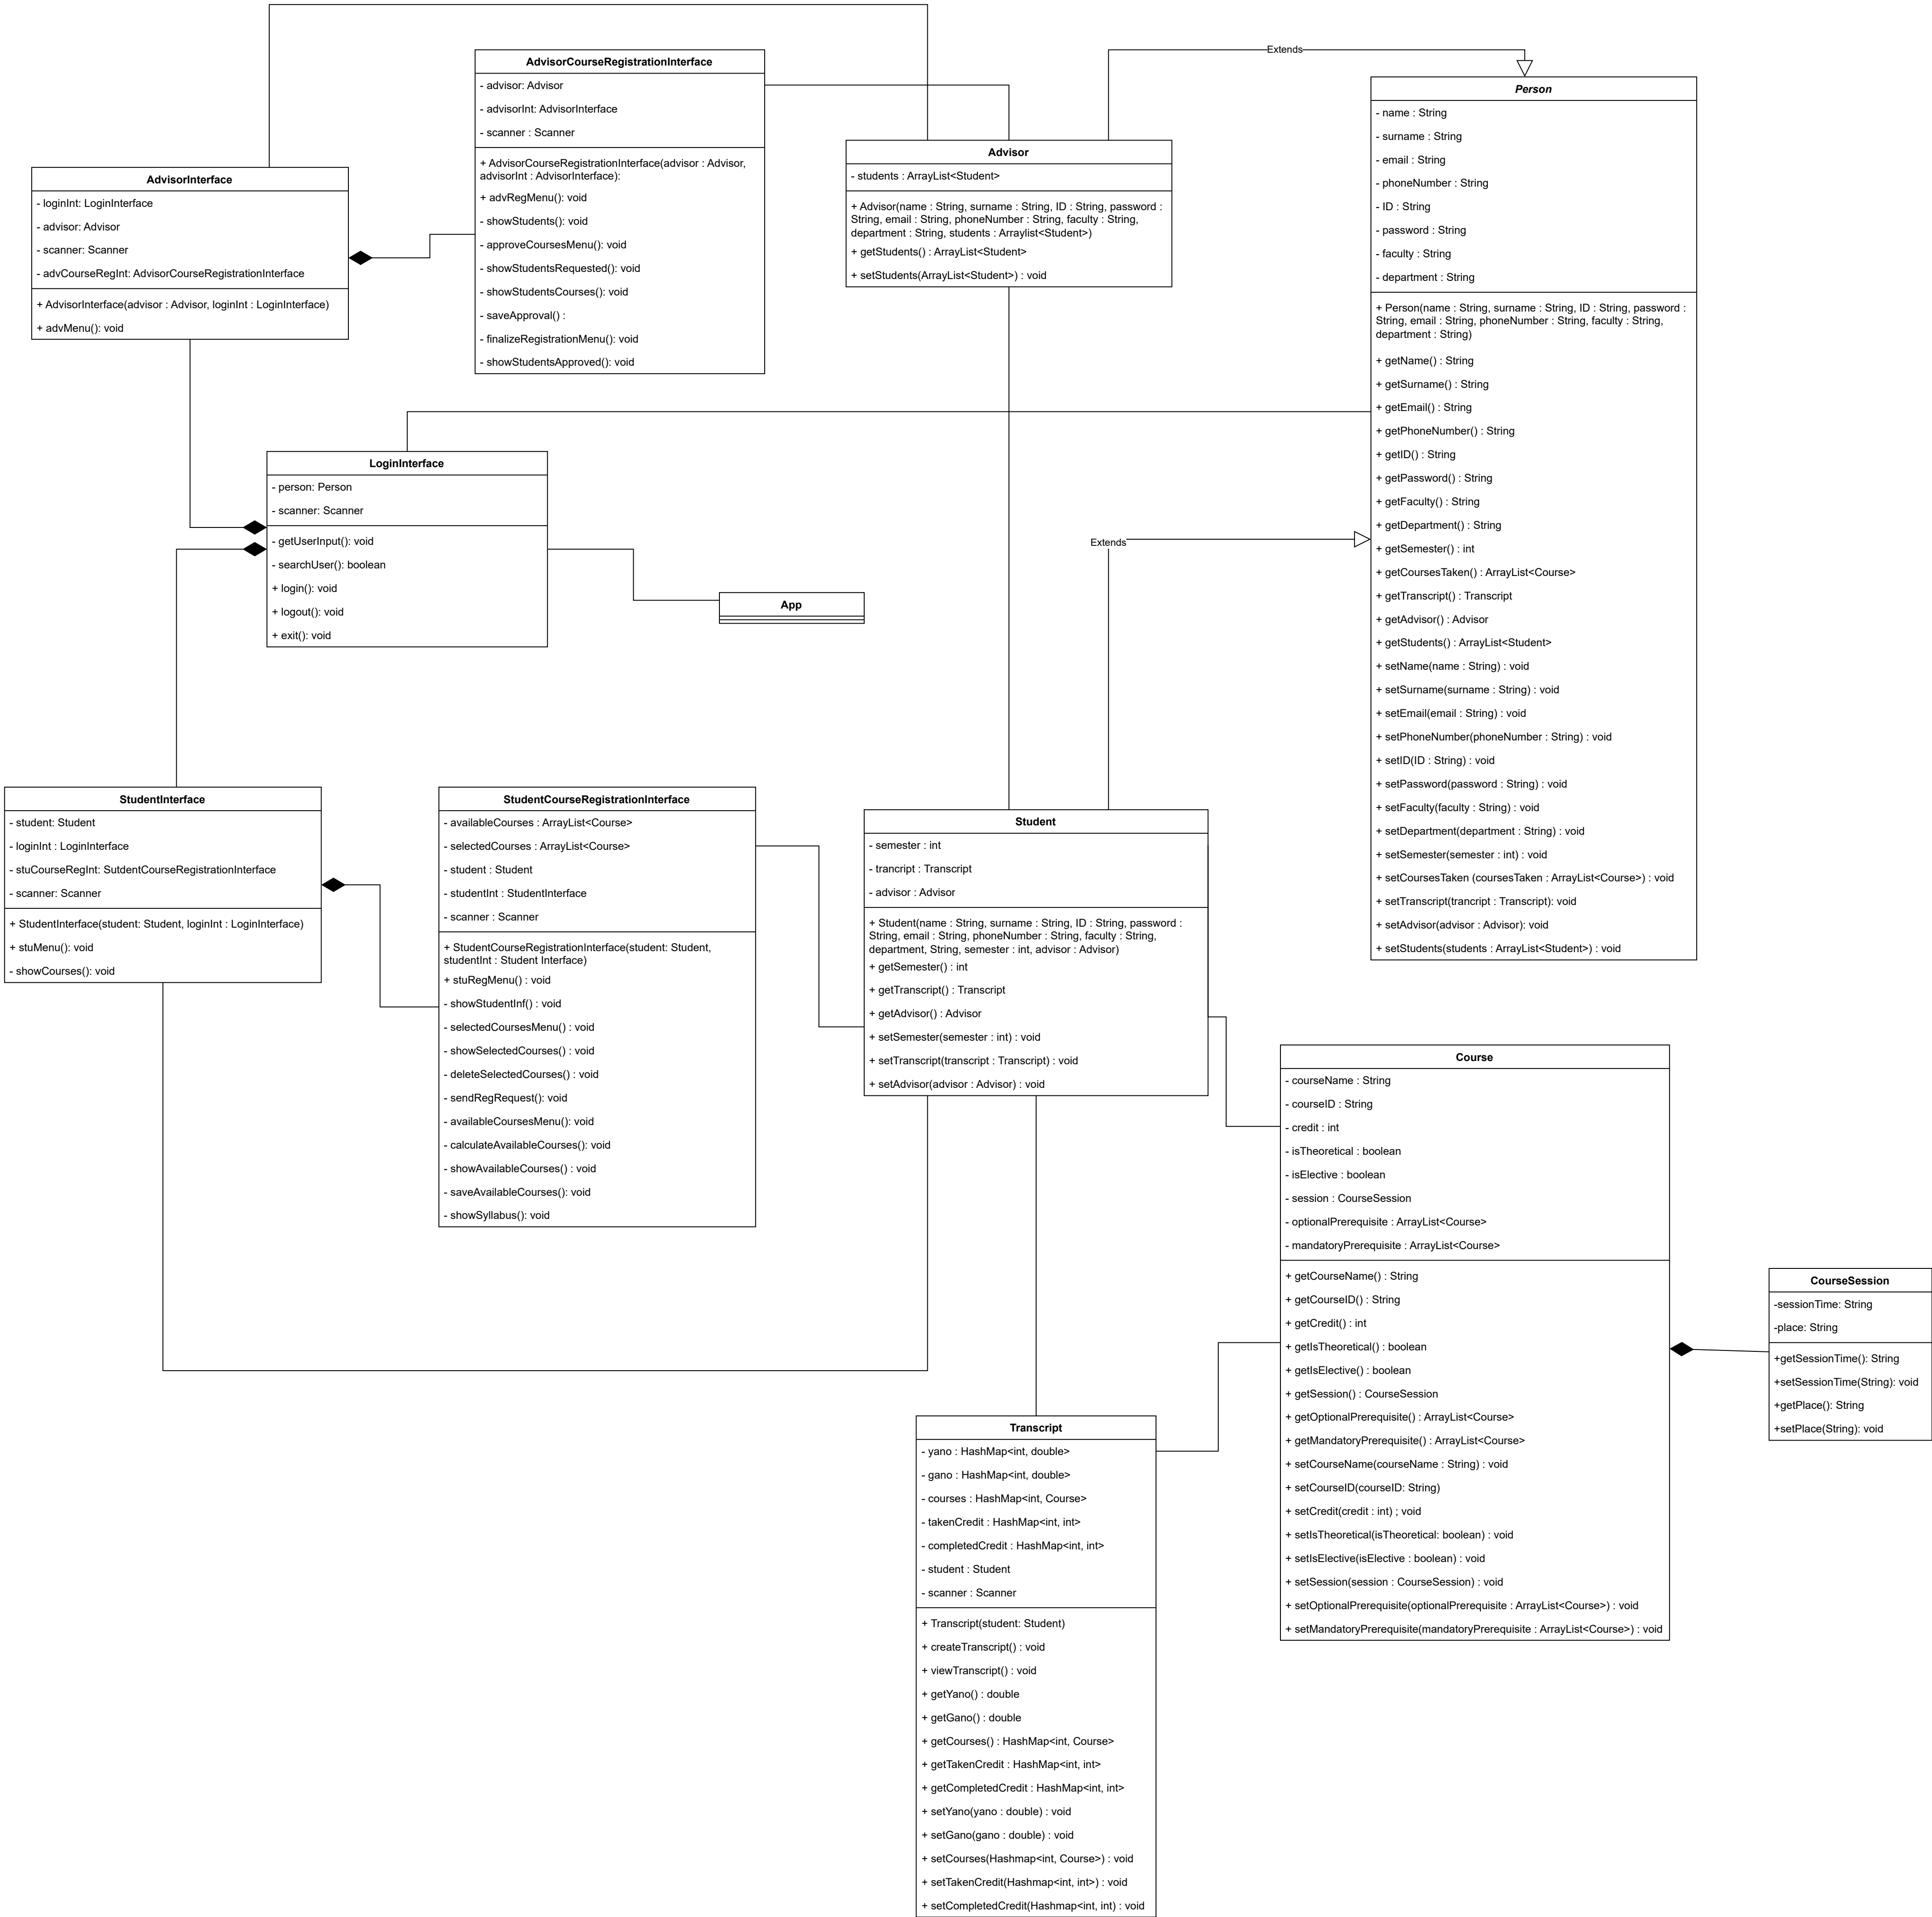 Extends
AdvisorCourseRegistrationInterface
- advisor: Advisor
- advisorInt: AdvisorInterface
- scanner : Scanner
+ AdvisorCourseRegistrationInterface(advisor : Advisor,
advisorInt : AdvisorInterface):
+ advRegMenu(): void
- showStudents(): void
- approveCoursesMenu(): void
- showStudentsRequested(): void
- showStudentsCourses(): void
- saveApproval() :
- finalizeRegistrationMenu(): void
- showStudentsApproved(): void
Person
- name : String
- surname : String
- email : String
- phoneNumber : String
- ID : String
- password : String
- faculty : String
- department : String
+ Person(name : String, surname : String, ID : String, password :
String, email : String, phoneNumber : String, faculty : String,
department : String)
+ getName() : String
+ getSurname() : String
+ getEmail() : String
+ getPhoneNumber() : String
+ getID() : String
+ getPassword() : String
+ getFaculty() : String
+ getDepartment() : String
+ getSemester() : int
+ getCoursesTaken() : ArrayList<Course>
+ getTranscript() : Transcript
+ getAdvisor() : Advisor
+ getStudents() : ArrayList<Student>
+ setName(name : String) : void
+ setSurname(surname : String) : void
+ setEmail(email : String) : void
+ setPhoneNumber(phoneNumber : String) : void
+ setID(ID : String) : void
+ setPassword(password : String) : void
+ setFaculty(faculty : String) : void
+ setDepartment(department : String) : void
+ setSemester(semester : int) : void
+ setCoursesTaken (coursesTaken : ArrayList<Course>) : void
+ setTranscript(trancript : Transcript): void
+ setAdvisor(advisor : Advisor): void
+ setStudents(students : ArrayList<Student>) : void
Advisor
- students : ArrayList<Student>
+ Advisor(name : String, surname : String, ID : String, password :
String, email : String, phoneNumber : String, faculty : String,
department : String, students : Arraylist<Student>)
+ getStudents() : ArrayList<Student>
+ setStudents(ArrayList<Student>) : void
AdvisorInterface
- loginInt: LoginInterface
- advisor: Advisor
- scanner: Scanner
- advCourseRegInt: AdvisorCourseRegistrationInterface
+ AdvisorInterface(advisor : Advisor, loginInt : LoginInterface)
+ advMenu(): void
LoginInterface
- person: Person
- scanner: Scanner
- getUserInput(): void
- searchUser(): boolean
+ login(): void
+ logout(): void
+ exit(): void
Extends
App
StudentInterface
- student: Student
- loginInt : LoginInterface
- stuCourseRegInt: SutdentCourseRegistrationInterface
- scanner: Scanner
+ StudentInterface(student: Student, loginInt : LoginInterface)
+ stuMenu(): void
- showCourses(): void
StudentCourseRegistrationInterface
- availableCourses : ArrayList<Course>
- selectedCourses : ArrayList<Course>
- student : Student
- studentInt : StudentInterface
- scanner : Scanner
+ StudentCourseRegistrationInterface(student: Student,
studentInt : Student Interface)
+ stuRegMenu() : void
- showStudentInf() : void
- selectedCoursesMenu() : void
- showSelectedCourses() : void
- deleteSelectedCourses() : void
- sendRegRequest(): void
- availableCoursesMenu(): void
- calculateAvailableCourses(): void
- showAvailableCourses() : void
- saveAvailableCourses(): void
- showSyllabus(): void
Student
- semester : int
- trancript : Transcript
- advisor : Advisor
+ Student(name : String, surname : String, ID : String, password :
String, email : String, phoneNumber : String, faculty : String,
department, String, semester : int, advisor : Advisor)
+ getSemester() : int
+ getTranscript() : Transcript
+ getAdvisor() : Advisor
+ setSemester(semester : int) : void
+ setTranscript(transcript : Transcript) : void
+ setAdvisor(advisor : Advisor) : void
Course
- courseName : String
- courseID : String
- credit : int
- isTheoretical : boolean
- isElective : boolean
- session : CourseSession
- optionalPrerequisite : ArrayList<Course>
- mandatoryPrerequisite : ArrayList<Course>
+ getCourseName() : String
+ getCourseID() : String
+ getCredit() : int
+ getIsTheoretical() : boolean
+ getIsElective() : boolean
+ getSession() : CourseSession
+ getOptionalPrerequisite() : ArrayList<Course>
+ getMandatoryPrerequisite() : ArrayList<Course>
+ setCourseName(courseName : String) : void
+ setCourseID(courseID: String)
+ setCredit(credit : int) ; void
+ setIsTheoretical(isTheoretical: boolean) : void
+ setIsElective(isElective : boolean) : void
+ setSession(session : CourseSession) : void
+ setOptionalPrerequisite(optionalPrerequisite : ArrayList<Course>) : void
+ setMandatoryPrerequisite(mandatoryPrerequisite : ArrayList<Course>) : void
CourseSession
-sessionTime: String
-place: String
+getSessionTime(): String
+setSessionTime(String): void
+getPlace(): String
+setPlace(String): void
Transcript
- yano : HashMap<int, double>
- gano : HashMap<int, double>
- courses : HashMap<int, Course>
- takenCredit : HashMap<int, int>
- completedCredit : HashMap<int, int>
- student : Student
- scanner : Scanner
+ Transcript(student: Student)
+ createTranscript() : void
+ viewTranscript() : void
+ getYano() : double
+ getGano() : double
+ getCourses() : HashMap<int, Course>
+ getTakenCredit : HashMap<int, int>
+ getCompletedCredit : HashMap<int, int>
+ setYano(yano : double) : void
+ setGano(gano : double) : void
+ setCourses(Hashmap<int, Course>) : void
+ setTakenCredit(Hashmap<int, int>) : void
+ setCompletedCredit(Hashmap<int, int) : void